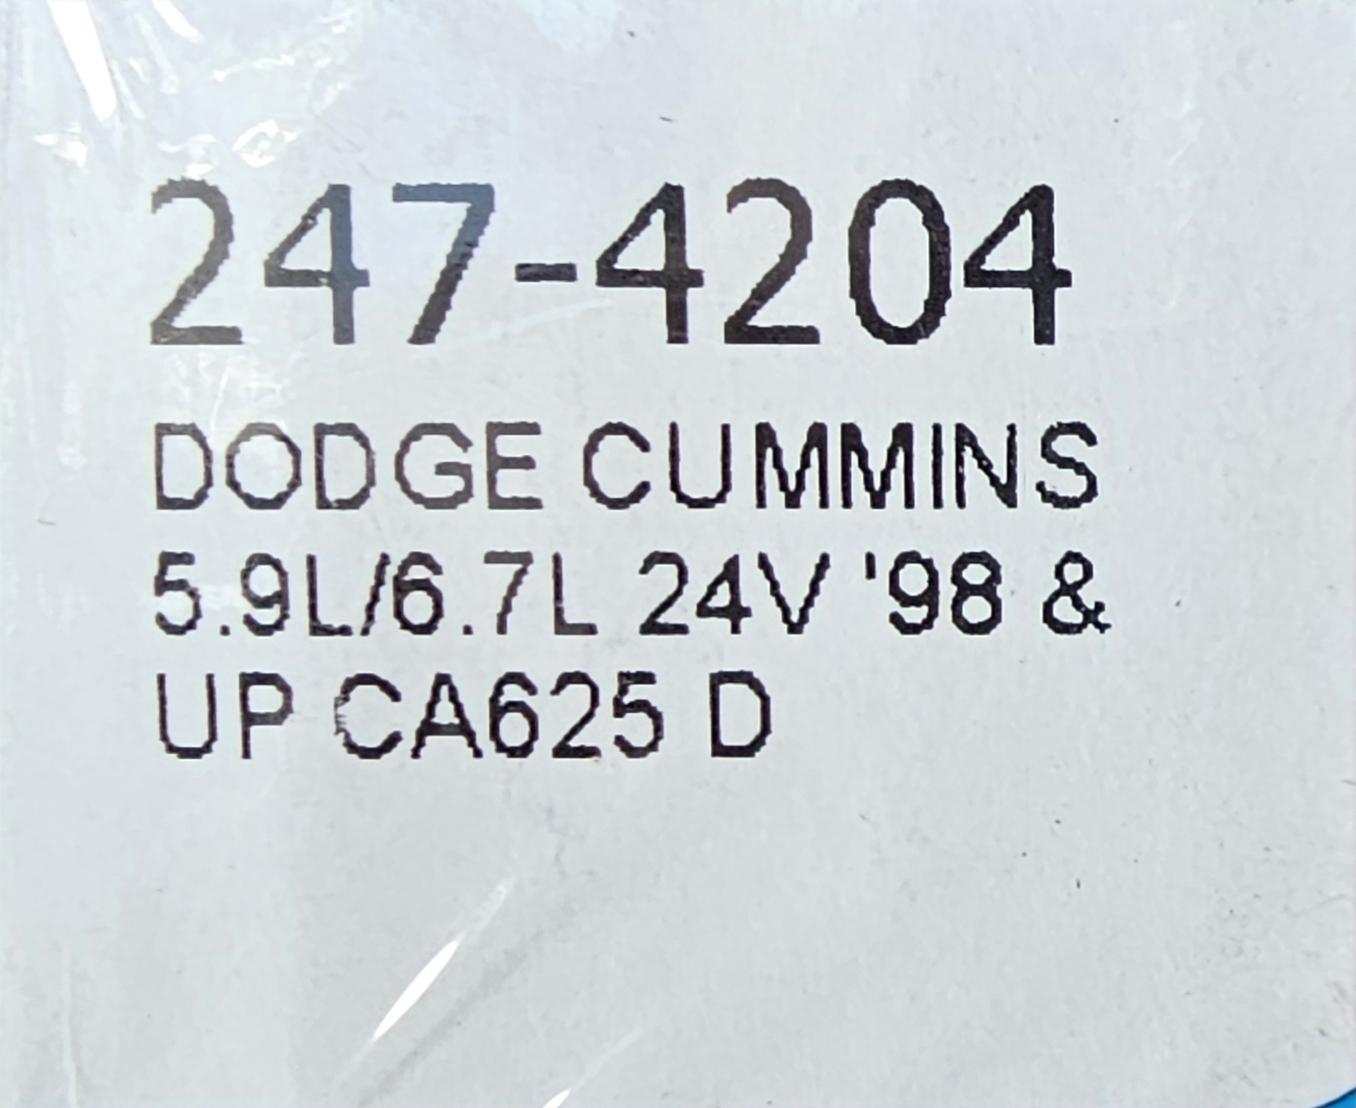 247-4204
DODGE CUMMINS
5.9L/6.7L 24V '98 &
UP CA625 D